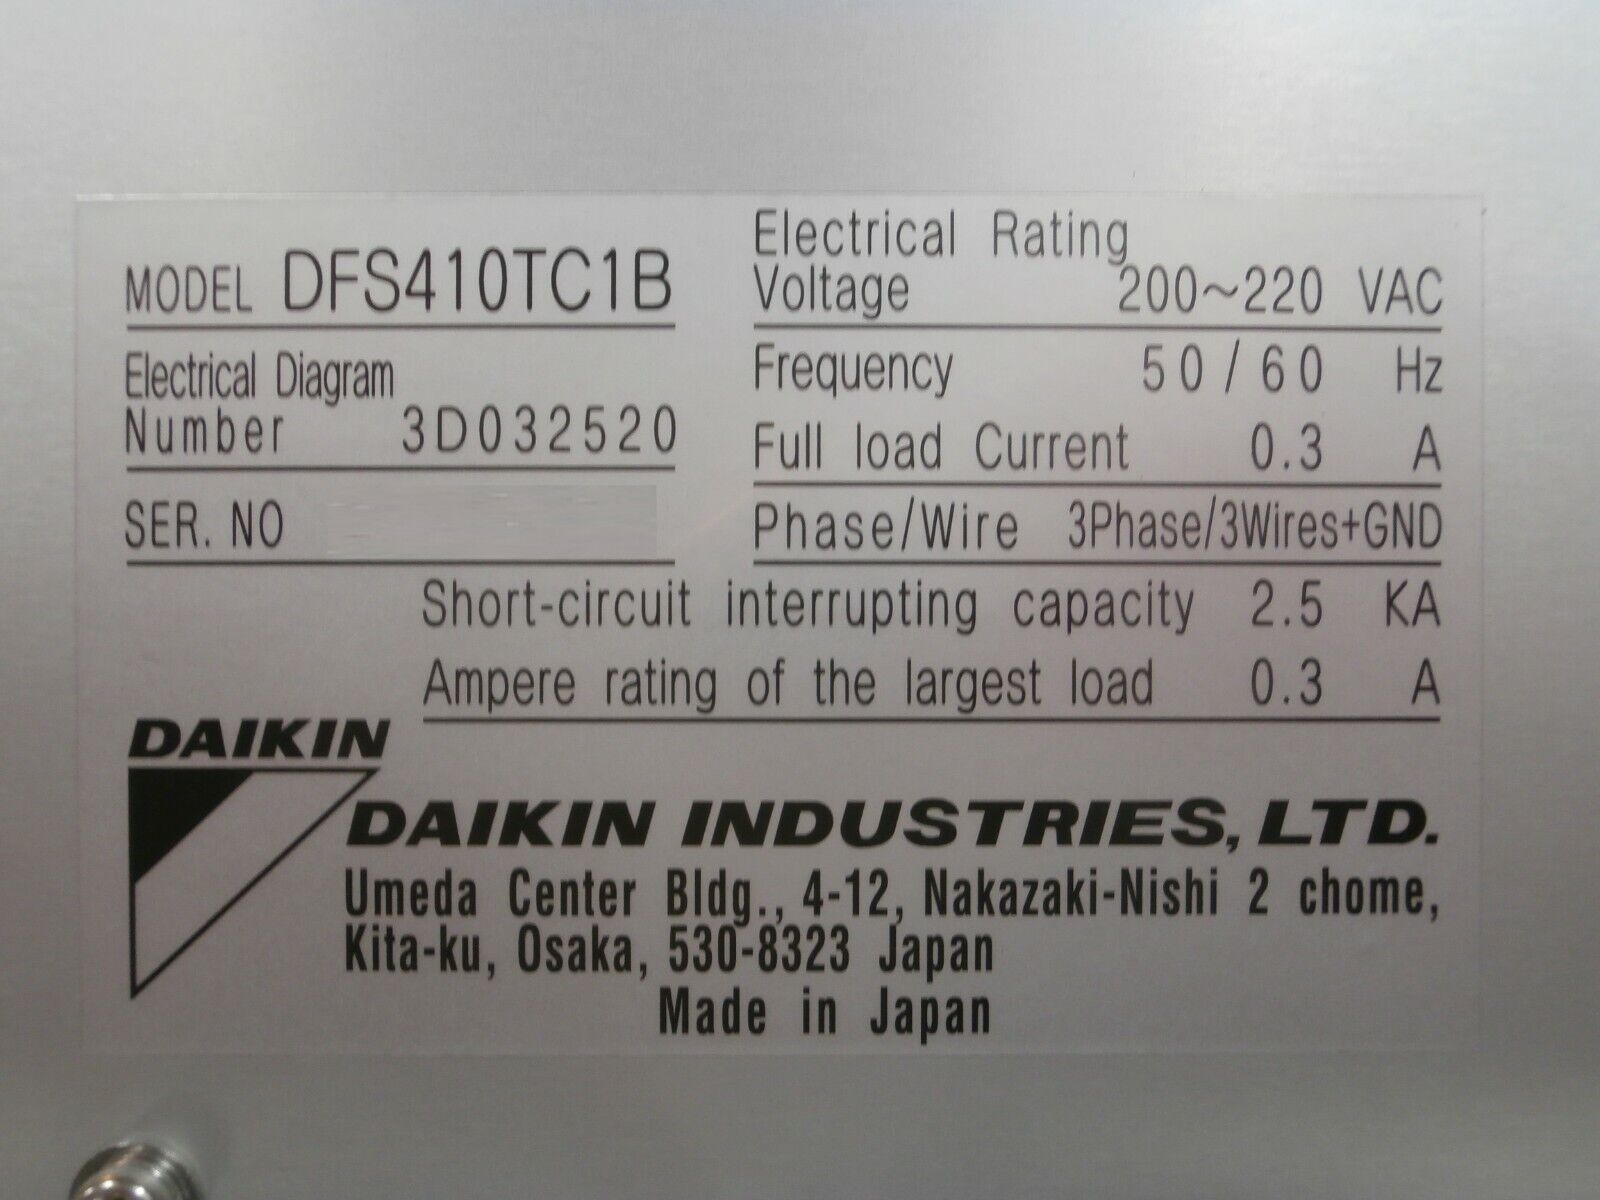 MODEL DFS410TC1B
Electrical Diagram
Number 3D032520
SER. NO
Electrical Rating
Voltage 200~220 VAC
Frequency 50/60 Hz
Full load Current 0.3 A
Phase/Wire 3Phase/3Wires+GND
Short-circuit interrupting capacity 2.5 KA
Ampere rating of the largest load 0.3 A
DAIKIN
DAIKIN INDUSTRIES, LTD.
Umeda Center Bldg., 4-12, Nakazaki-Nishi 2 chome,
Kita-ku, Osaka, 530-8323 Japan
Made in Japan